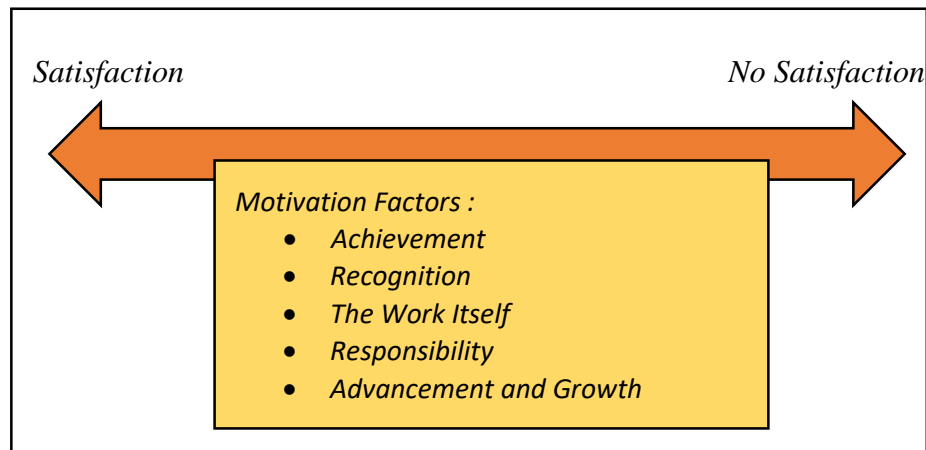 Satisfaction
No Satisfaction
Motivation Factors :
• Achievement
• Recognition
• The Work Itself
• Responsibility
• Advancement and Growth